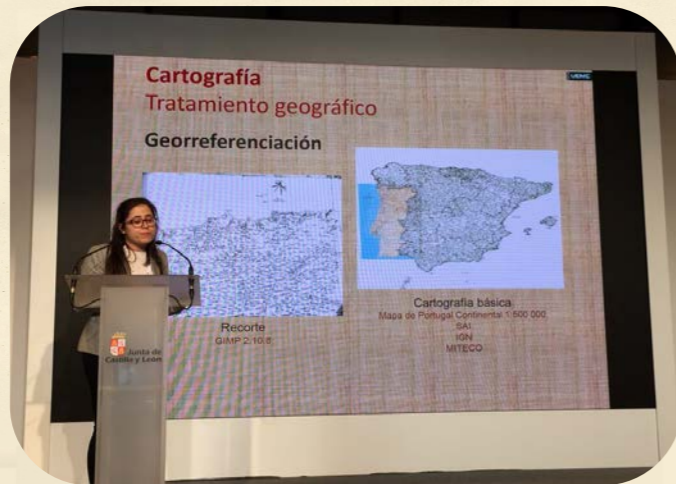 Cartografía
Tratamiento geográfico
Georreferenciación
UEMC
Recorte
GIMP 2.10.8
Cartografía básica
Mapa de Portugal Continental 1:500 000
SAI
IGN
MITECO
Junta de
Castilla y León